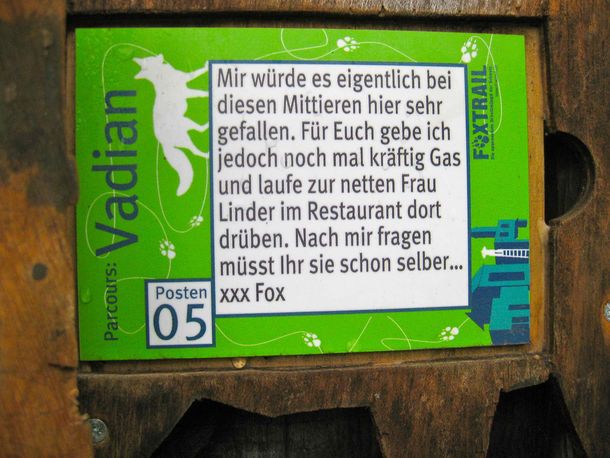 Parcours: Vadian
Mir würde es eigentlich bei
diesen Mittieren hier sehr
gefallen. Für Euch gebe ich
jedoch noch mal kräftig Gas
und laufe zur netten Frau
Linder im Restaurant dort
drüben. Nach mir fragen
müsst Ihr sie schon selber...
xxx Fox
Posten
05
FOXTRAIL